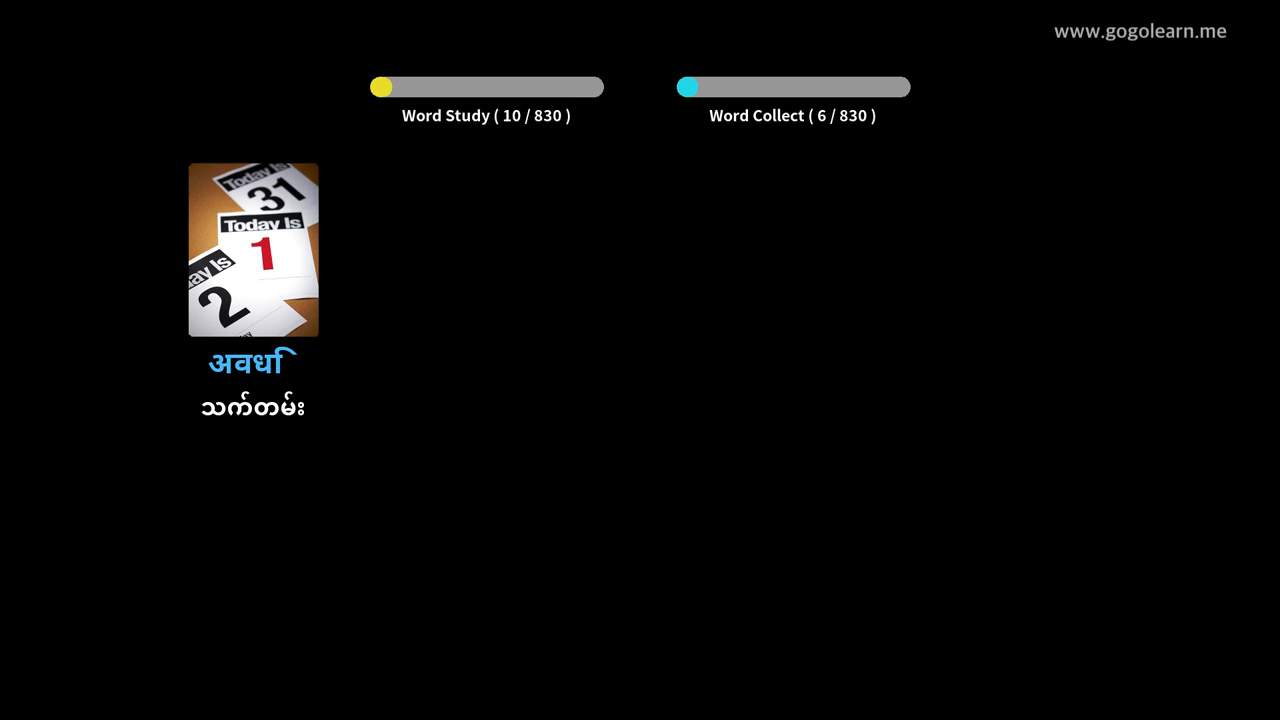 www.gogolearn.me
Word Study ( 10 / 830 )
Word Collect ( 6 / 830 )
Today Is
31
Today Is
1
ay Is
2
अवधि
သက်တမ်း